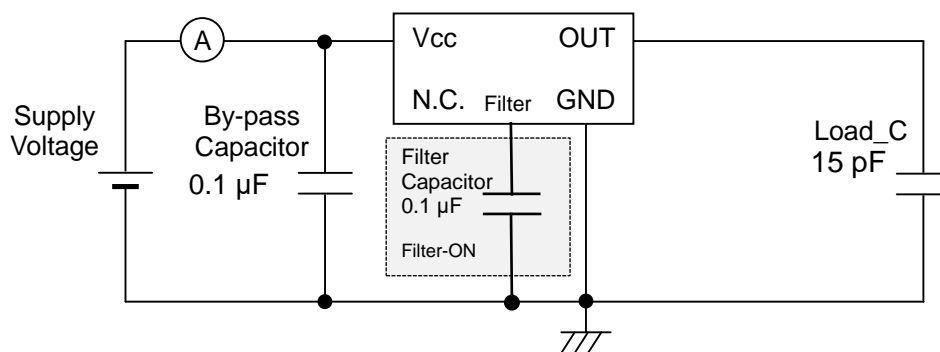 A
Vcc
OUT
N.C.
Filter
GND
Supply
Voltage
By-pass
Capacitor
0.1 µF
Filter
Capacitor
0.1 µF
Filter-ON
Load_C
15 pF